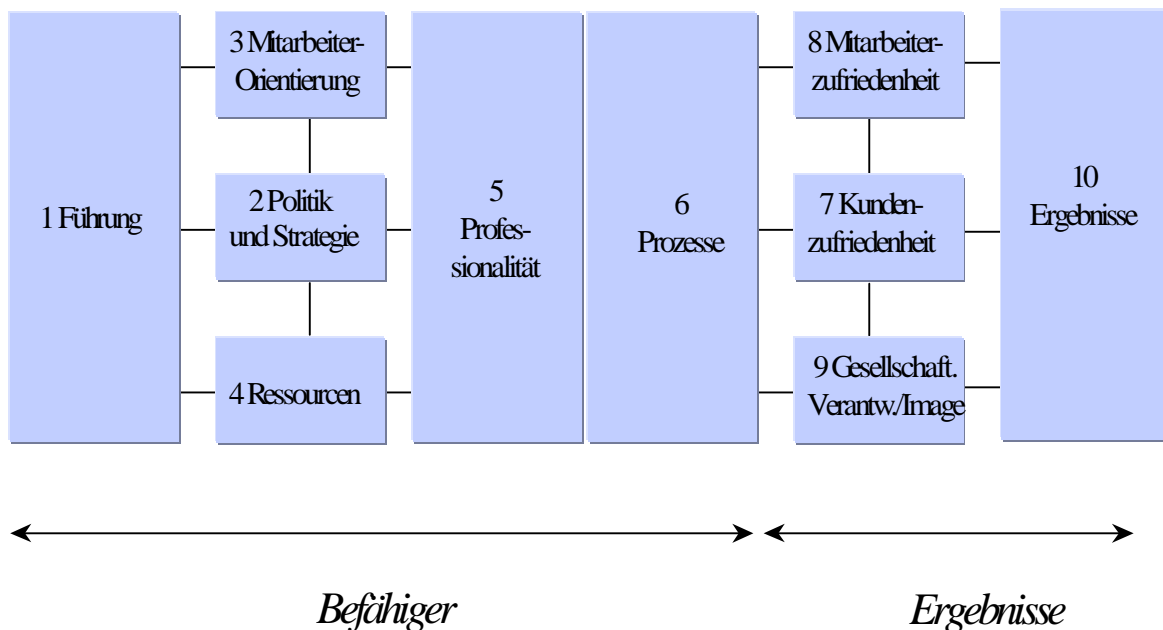 1 Führung
3 Mitarbeiter-
Orientierung
2 Politik
und Strategie
4 Ressourcen
5
Profes-
sionalität
6
Prozesse
8 Mitarbeiter-
zufriedenheit
7 Kunden-
zufriedenheit
9 Gesellschaft.
Verantw./Image
10
Ergebnisse
Befähiger
Ergebnisse